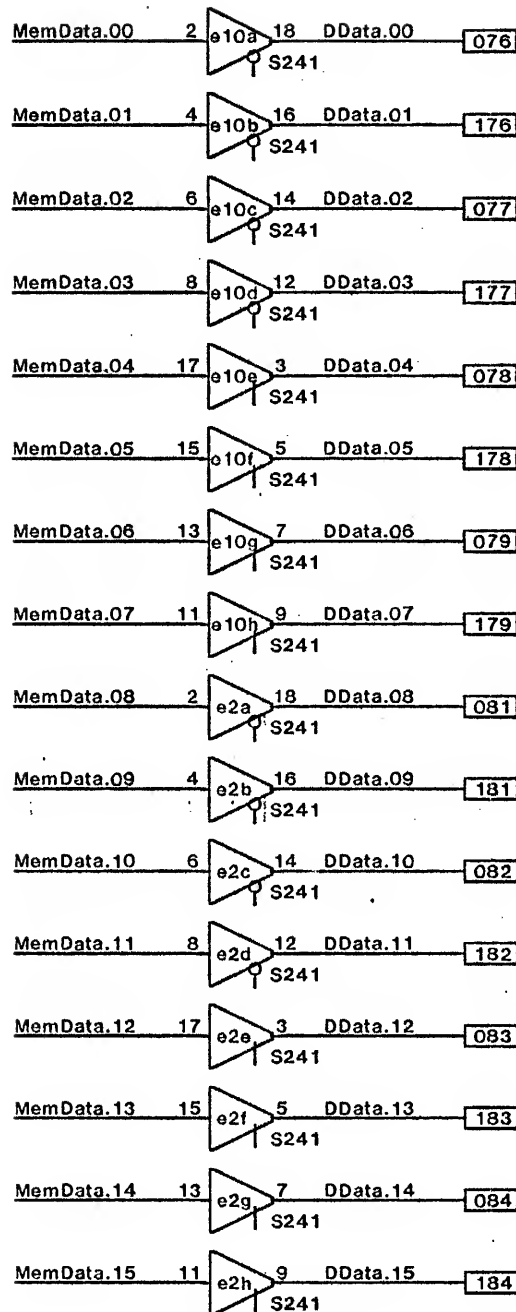 MemData.00 2 e10a 18 DData.00 076
S241
MemData.01 4 e10b 16 DData.01 176
S241
MemData.02 6 e10c 14 DData.02 077
S241
MemData.03 8 e10d 12 DData.03 177
S241
MemData.04 17 e10e 3 DData.04 078
S241
MemData.05 15 e10f 5 DData.05 178
S241
MemData.06 13 e10g 7 DData.06 079
S241
MemData.07 11 e10h 9 DData.07 179
S241
MemData.08 2 e2a 18 DData.08 081
S241
MemData.09 4 e2b 16 DData.09 181
S241
MemData.10 6 e2c 14 DData.10 082
S241
MemData.11 8 e2d 12 DData.11 182
S241
MemData.12 17 e2e 3 DData.12 083
S241
MemData.13 15 e2f 5 DData.13 183
S241
MemData.14 13 e2g 7 DData.14 084
S241
MemData.15 11 e2h 9 DData.15 184
S241